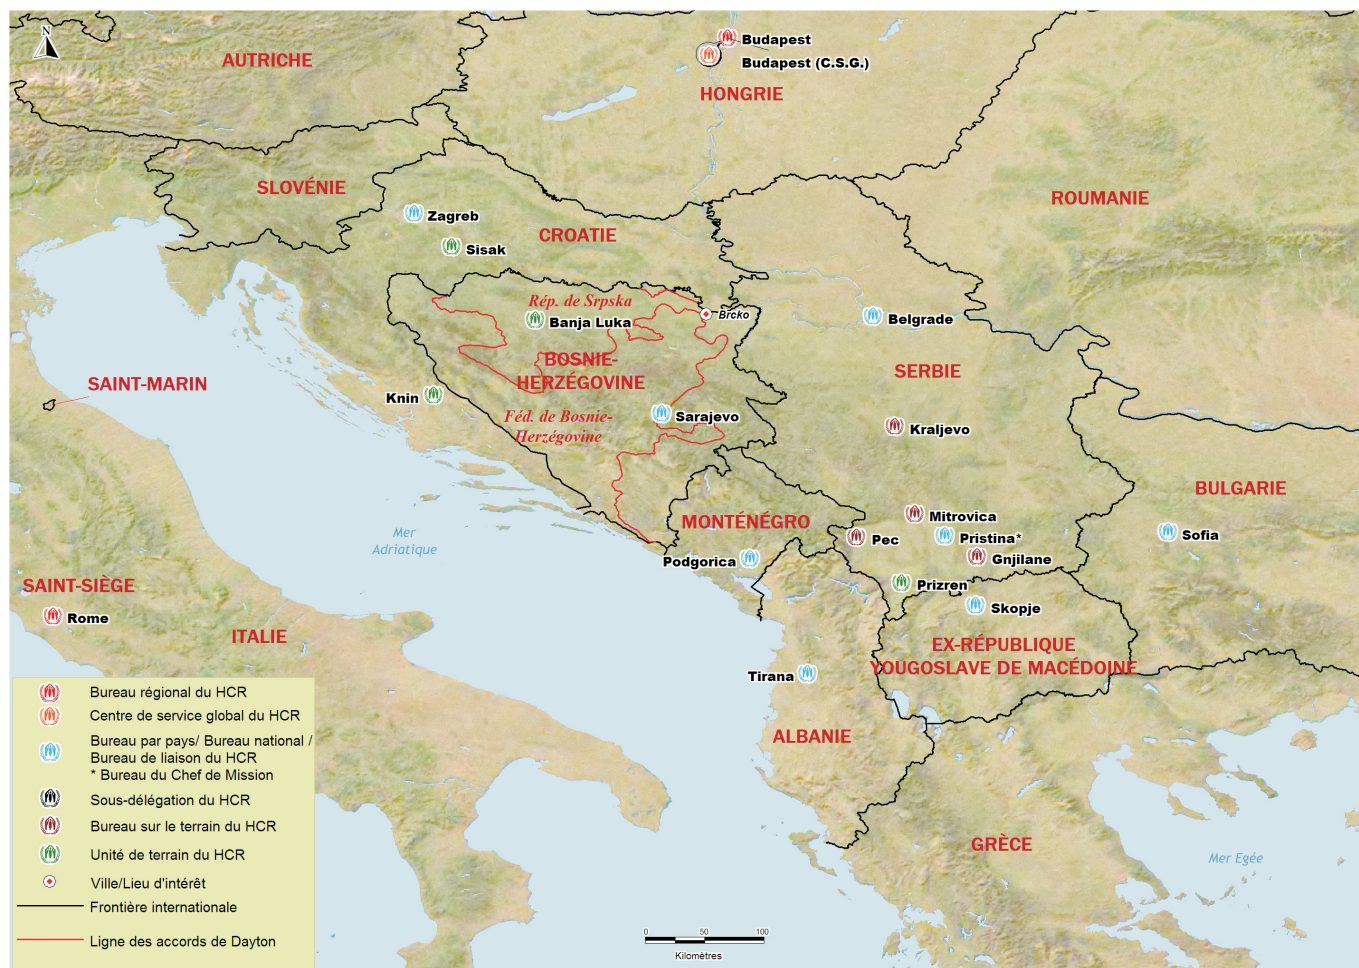 N
AUTRICHE
Budapest
Budapest (C.S.G.)
HONGRIE
SLOVÉNIE
ROUMANIE
Zagreb
CROATIE
Sisak
Rép. de Srpska
Brcko
Banja Luka
Belgrade
BOSNIE-
HERZÉGOVINE
SERBIE
SAINT-MARIN
Knin
Féd. de Bosnie-
Herzégovine
Sarajevo
Kraljevo
BULGARIE
MONTÉNÉGRO
Mitrovica
Pec
Pristina*
Sofia
Mer
Adriatique
Gnjilane
Podgorica
Prizren
SAINT-SIÈGE
Rome
ITALIE
Skopje
EX-RÉPUBLIQUE
YOUGOSLAVE DE MACÉDOINE
Tirana
ALBANIE
GRÈCE
Mer Egée
Bureau régional du HCR
Centre de service global du HCR
Bureau par pays/ Bureau national /
Bureau de liaison du HCR
* Bureau du Chef de Mission
Sous-délégation du HCR
Bureau sur le terrain du HCR
Unité de terrain du HCR
Ville/Lieu d'intérêt
Frontière internationale
Ligne des accords de Dayton
0 50 100
Kilomètres